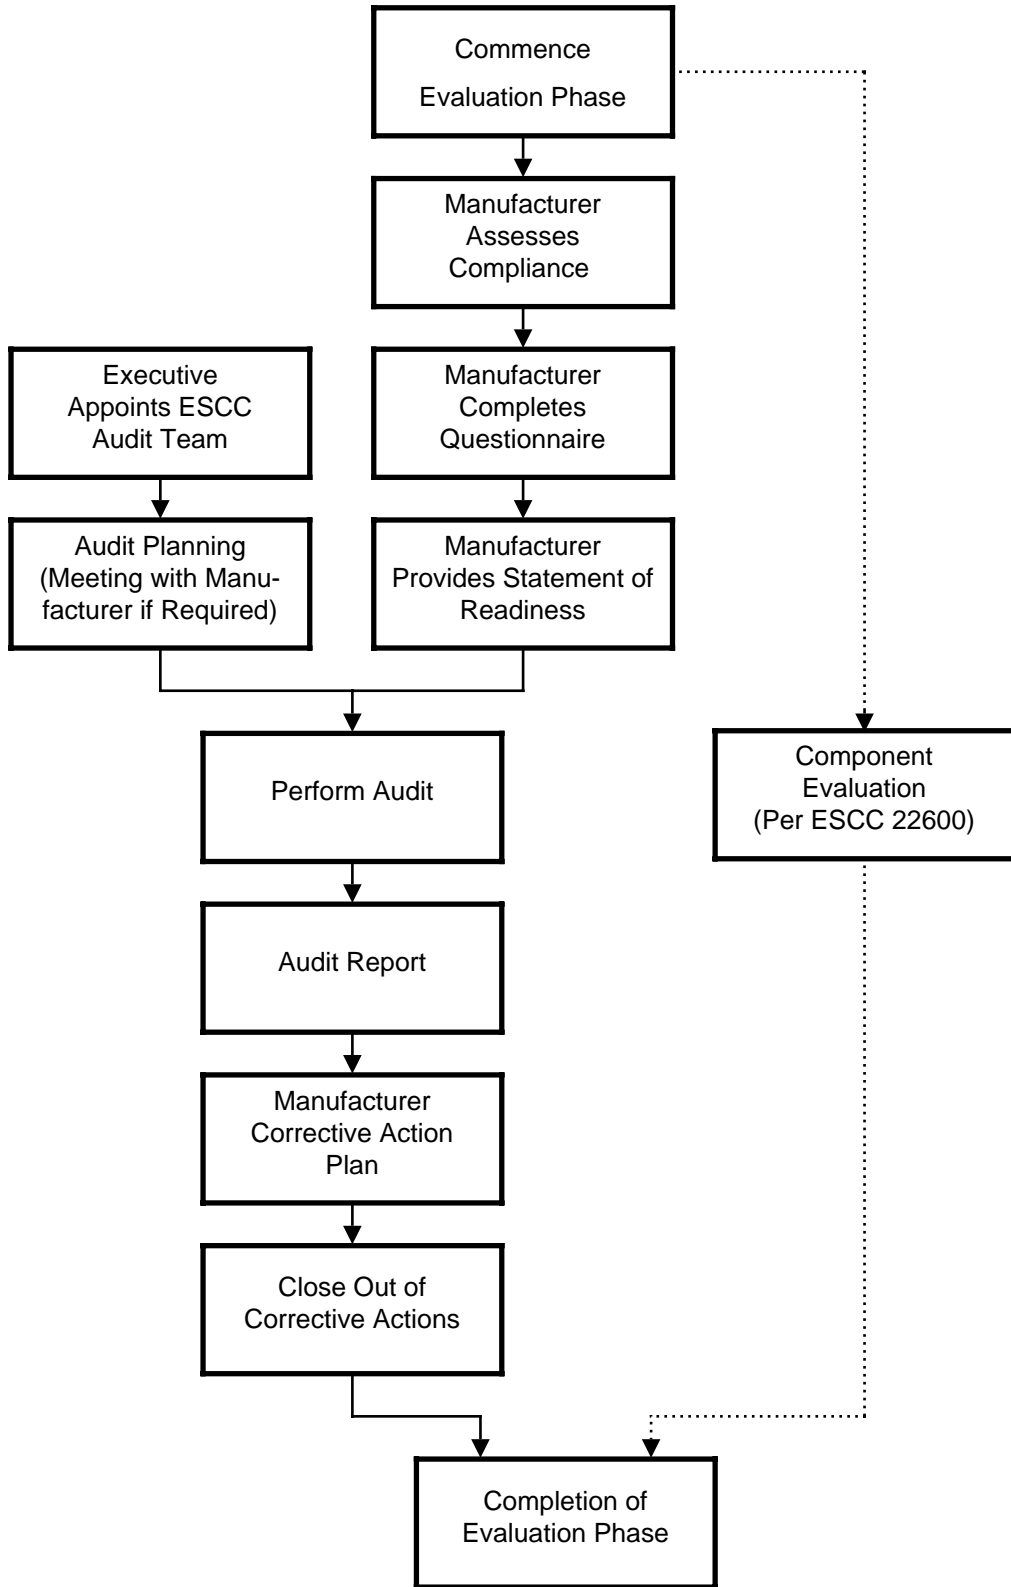 Commence
Evaluation Phase
Manufacturer
Assesses
Compliance
Executive
Appoints ESCC
Audit Team
Manufacturer
Completes
Questionnaire
Audit Planning
(Meeting with Manu-
facturer if Required)
Manufacturer
Provides Statement of
Readiness
Perform Audit
Component
Evaluation
(Per ESCC 22600)
Audit Report
Manufacturer
Corrective Action
Plan
Close Out of
Corrective Actions
Completion of
Evaluation Phase